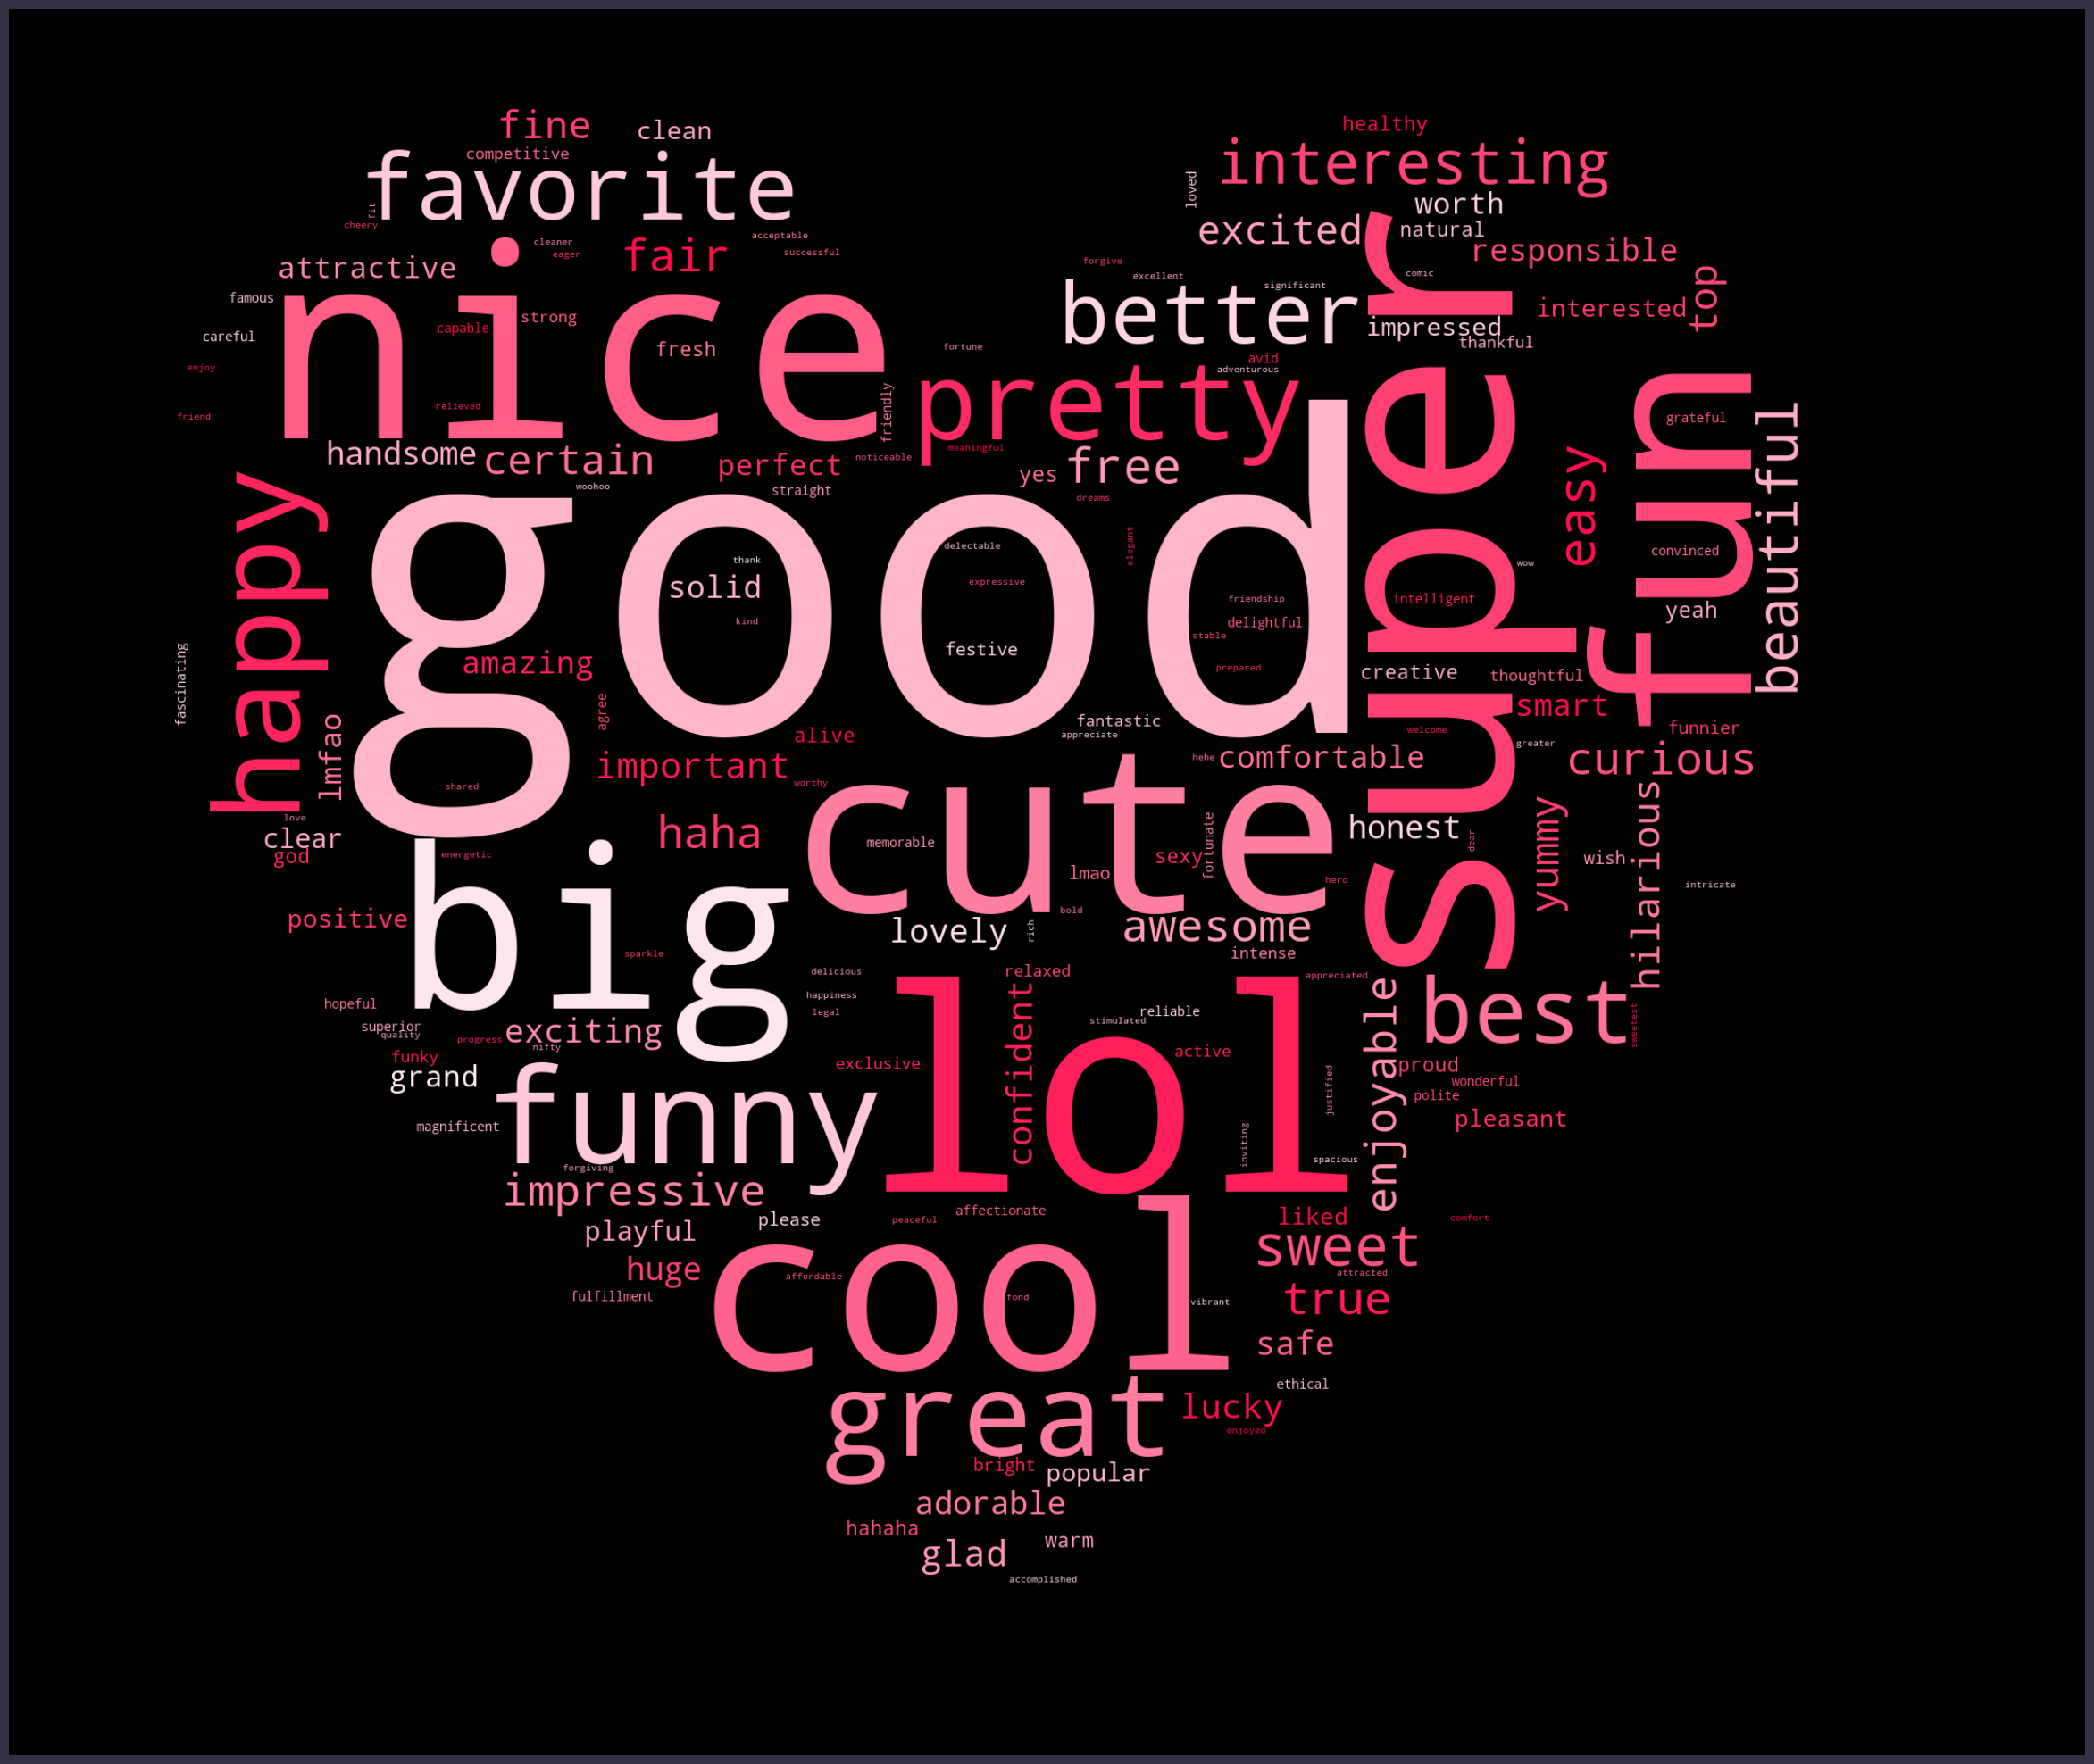 fine
clean
healthy
competitive
interesting
favorite
loved
worth
fit
cheery
excited
natural
acceptable
cleaner
eager
fair
successful
responsible
attractive
forgive
excellent
comic
significant
top
famous
better
interested
nice
capable
strong
careful
fresh
impressed
thankful
fortune
avid
adventurous
enjoy
relieved
friend
friendly
pretty
super
fun
grateful
beautiful
handsome
certain
perfect
noticeable
meaningful
yes
free
easy
woohoo
straight
dreams
happy
good
delectable
elegant
thank
solid
expressive
kind
friendship
delightful
stable
festive
prepared
wow
convinced
intelligent
yeah
fascinating
amazing
creative
thoughtful
agree
smart
lmfao
alive
fantastic
appreciate
welcome
greater
funnier
important
worthy
hehe
comfortable
curious
shared
love
clear
god
haha
cute
memorable
honest
dear
yummy
wish
hilarious
energetic
lmao
sexy
fortunate
hero
intricate
big
positive
bold
lovely
rich
awesome
sparkle
intense
delicious
relaxed
appreciated
hopeful
happiness
legal
reliable
stimulated
best
sweetest
superior
quality
progress
exciting
nifty
funky
grand
exclusive
confident
active
enjoyable
proud
wonderful
polite
pleasant
magnificent
funny
lol
justified
inviting
spacious
forgiving
impressive
playful
please
peaceful
affectionate
liked
comfort
sweet
huge
affordable
cool
fond
vibrant
attracted
fulfillment
true
safe
ethical
great
lucky
enjoyed
bright
popular
adorable
hahaha
glad
warm
accomplished